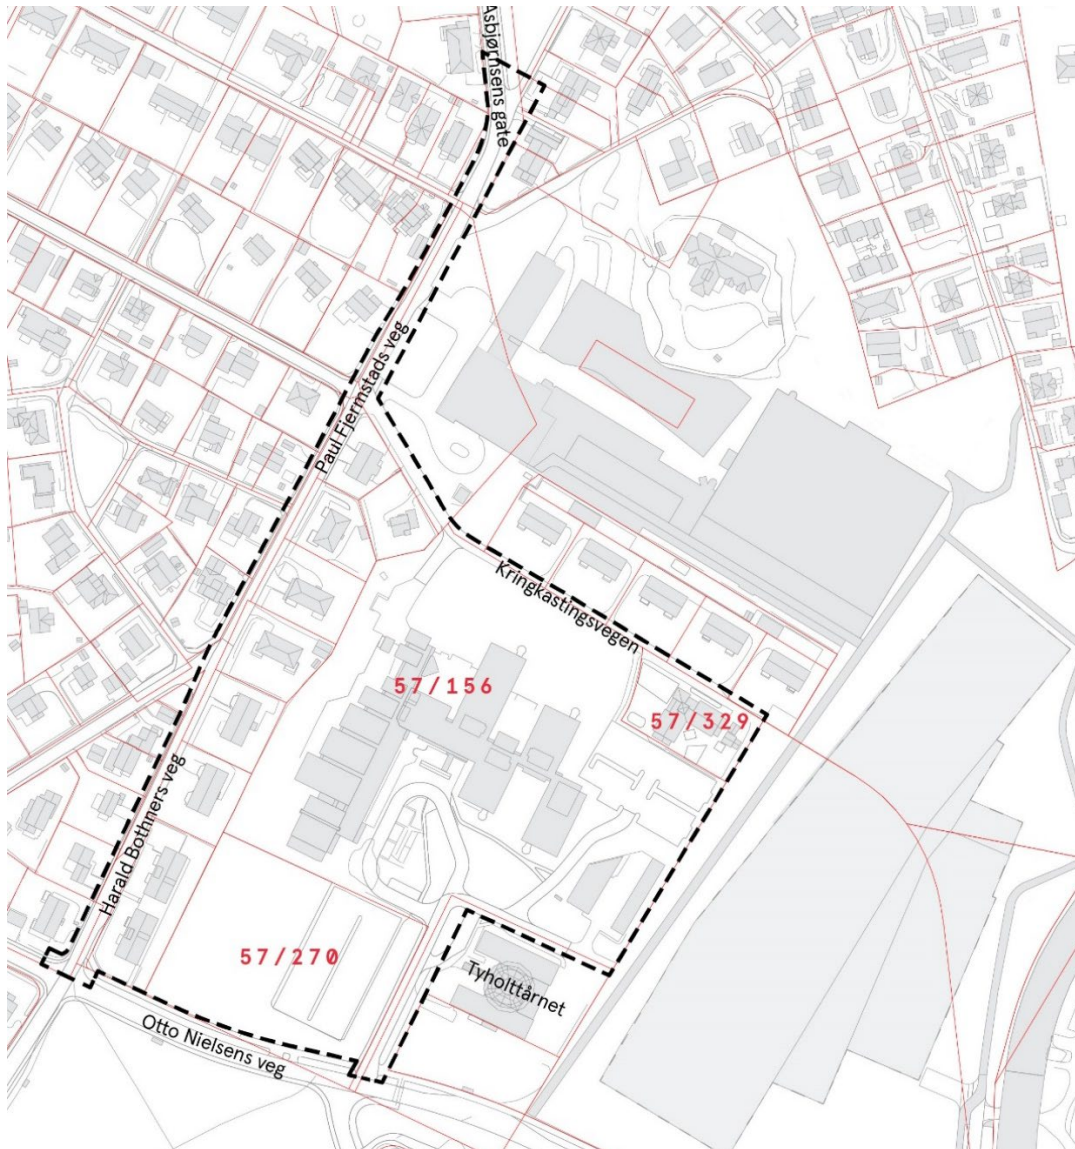 Asbjørnsens gate
Paul Fjermstads veg
Kringkastingsvegen
57/156
57/329
Harald Bothners veg
57/270
Tyholttårnet
Otto Nielsens veg